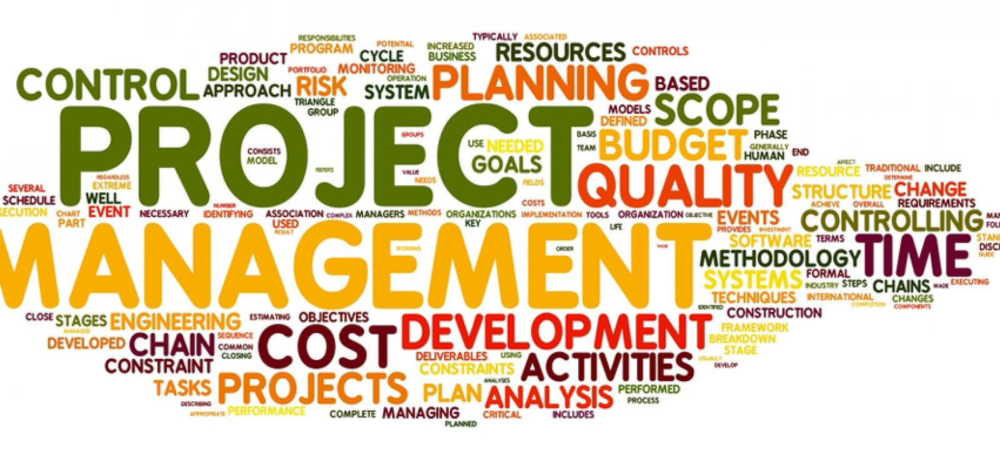 RESPONSIBILITIES
TYPICALLY
ASSOCIATED
PROGRAM
POTENTIAL
INCREASED
RESOURCES
CONTROLS
PRODUCT
CYCLE
BUSINESS
CONTROL
DESIGN
PORTFOLIO
MONITORING
PLANNING
BASED
APPROACH
RISK
OPERATION
SYSTEM
SCOPE
TRIANGLE
GROUP
MODELS
DEFINED
PROJECT
GROUPS
BASIS
BUDGET
PHASE
CONSISTS
MODEL
USE
NEEDED
TEAM
GENERALLY
HUMAN
END
GOALS
REFERS
VALUE
NEEDS
FIELDS
QUALITY
AFFECT
RESOURCE
TRADITIONAL
INCLUDE
REGARDLESS
EXTREME
DETERMINE
SEVERAL
STRUCTURE
CHANGE
SCHEDULE
WELL
COSTS
ACHIEVE
OVERALL
REQUIREMENTS
XECUTION
CHART
EVENT
NECESSARY
NUMBER
IDENTIFYING
ASSOCIATION
COMPLEX
MANAGERS
METHODS
ORGANIZATIONS
IMPLEMENTATION
TOOLS
ORGANIZATION
OBJECTIVE
EVENTS
CONTROLLING
MAN
PART
USED
KEY
LIFE
PROVIDES
INVESTMENT
FOLL
RESULT
MANAGEMENT
WORKING
ORDER
THOSE
SOFTWARE
TERMS
TIME
STAN
DISCI
GUIDE
METHODOLOGY
SYSTEMS
FORMAL
INDUSTRY
STEPS
CHAINS
MADE
EXECUTING
TECHNIQUES
INTERNATIONAL
CHANGES
COMPLETION
COMPONENTS
IDENTIFIED
CONSTRUCTION
CLOSE
STAGES
ENGINEERING
ESTIMATING
OBJECTIVES
DEVELOPMENT
FRAMEWORK
MANAGED
DEVELOPED
CHAIN
SEQUENCE
COST
BREAKDOWN
COMMON
CLOSING
STAGE
DELIVERABLES
USING
USUALLY
CONSTRAINT
CONSTRAINTS
ACTIVITIES
DEVELOP
ANALYSES
TASKS
PROJECTS
PLAN
ANALYSIS
PERFORMED
PROCESS
DESCRIBING
APPROPRIATE
PERFORMANCE
COMPLETE
MANAGING
CRITICAL
INCLUDES
PLANNED